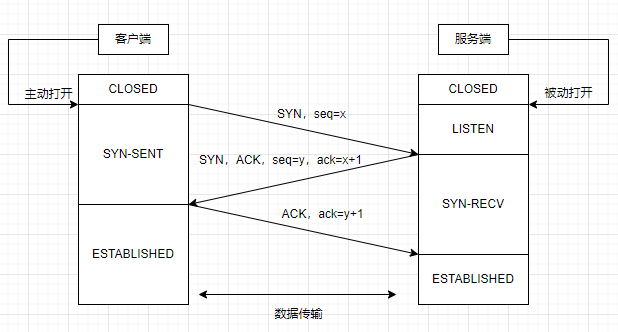 客户端
服务端
主动打开
被动打开
CLOSED
CLOSED
SYN，seq=x
LISTEN
SYN-SENT
SYN，ACK，seq=y，ack=x+1
SYN-RECV
ACK，ack=y+1
ESTABLISHED
ESTABLISHED
数据传输